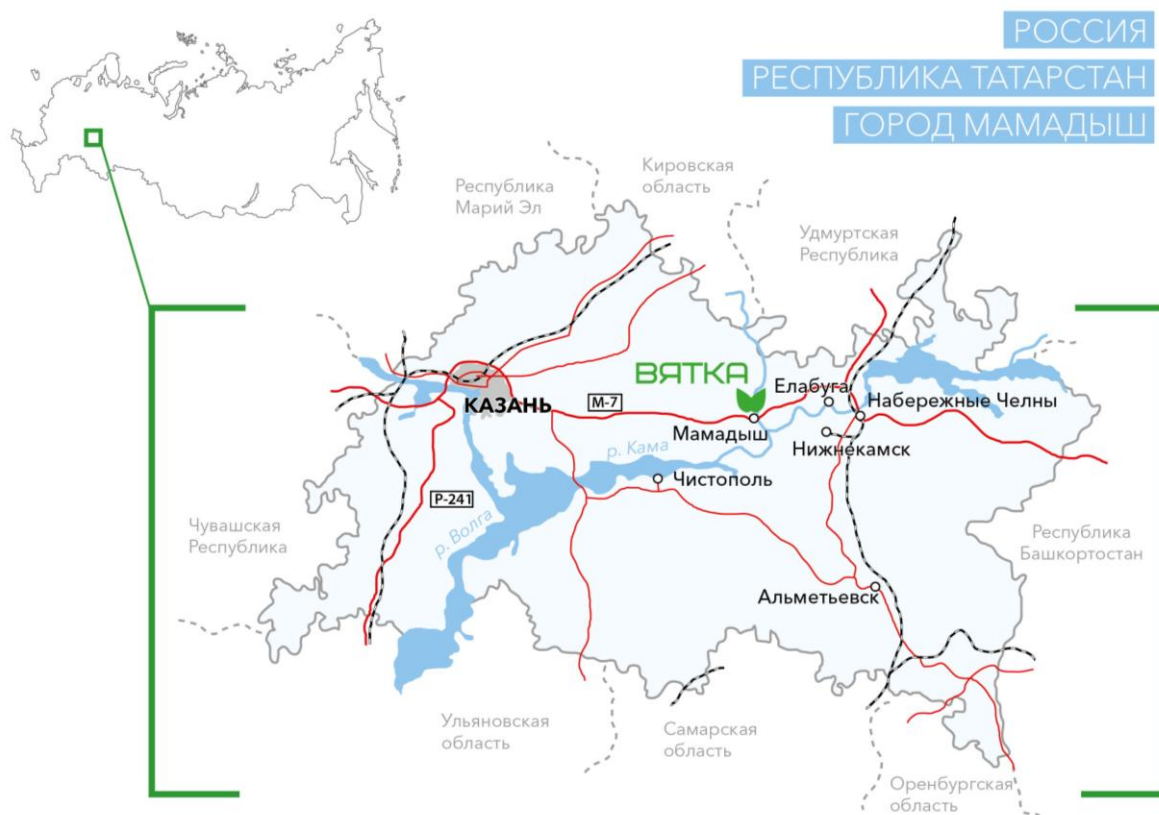 РОССИЯ
РЕСПУБЛИКА ТАТАРСТАН
ГОРОД МАМАДЫШ
Кировская
область
Республика
Марий Эл
Удмуртская
Республика
ВЯТКА
Елабуга
М-7
КАЗАНЬ
Набережные Челны
Мамадыш
Нижнекамск
р. Кама
Чистополь
Р-241
р. Волга
Чувашская
Республика
Республика
Башкортостан
Альметьевск
Ульяновская
область
Самарская
область
Оренбургская
область